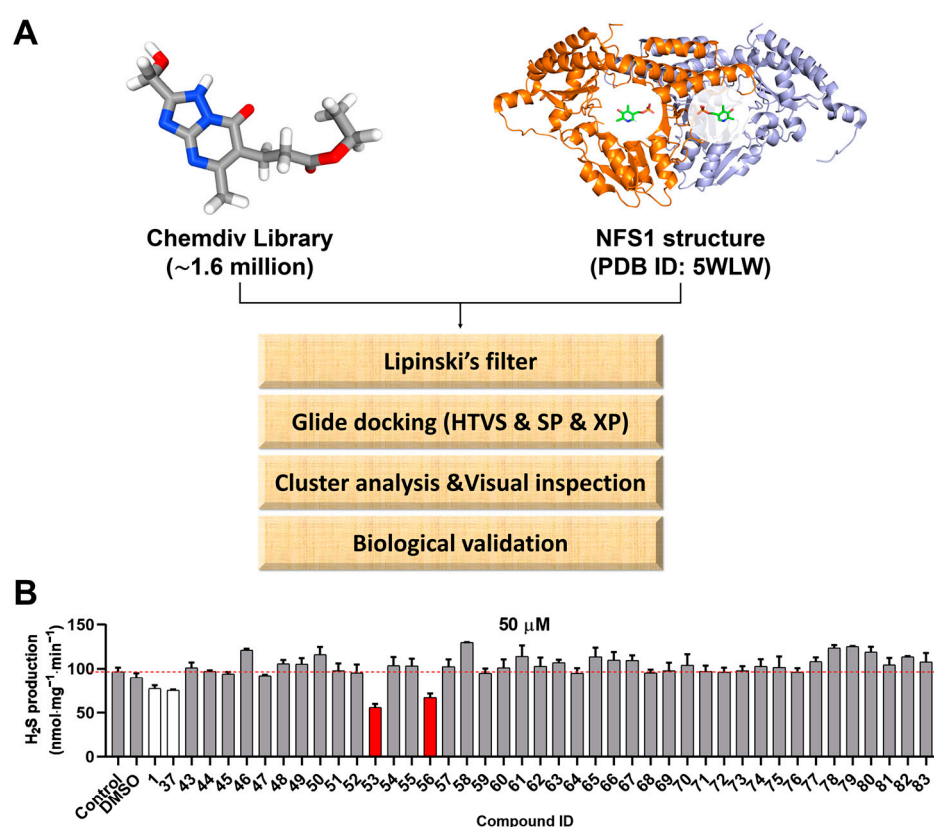 A
Chemdiv Library
(~1.6 million)
NFS1 structure
(PDB ID: 5WLW)
Lipinski's filter
Glide docking (HTVS & SP & XP)
Cluster analysis &Visual inspection
Biological validation
B
50 μM
H₂S production
(nmol·mg⁻¹·min⁻¹)
150
100
50
0
Control
DMSO
1
37
43
44
45
46
47
48
49
50
51
52
53
54
55
56
57
58
59
60
61
62
63
64
65
66
67
68
69
70
71
72
73
74
75
76
77
78
79
80
81
82
83
Compound ID